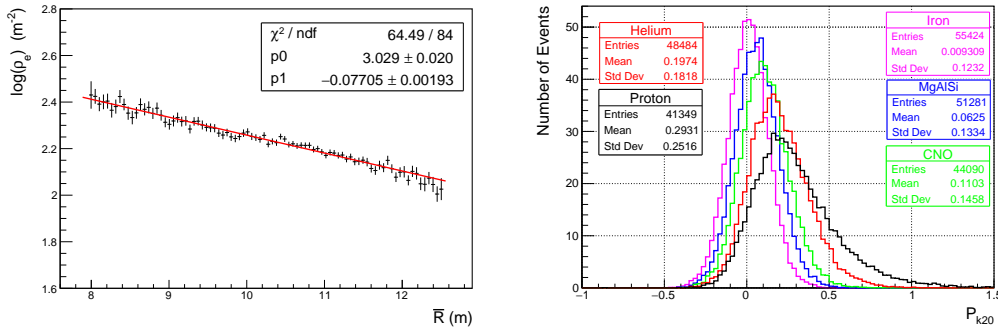 log(ρe) (m-2)
χ2 / ndf 64.49 / 84
p0 3.029 ± 0.020
p1 −0.07705 ± 0.00193
2.8
2.6
2.4
2.2
2
1.8
1.6
8 9 10 11 12
R̅ (m)
Number of Events
50
40
30
20
10
0
Helium
Entries 48484
Mean 0.1974
Std Dev 0.1818
Proton
Entries 41349
Mean 0.2931
Std Dev 0.2516
Iron
Entries 55424
Mean 0.009309
Std Dev 0.1232
MgAlSi
Entries 51281
Mean 0.0625
Std Dev 0.1334
CNO
Entries 44090
Mean 0.1103
Std Dev 0.1458
−1 −0.5 0 0.5 1 1.5
Pk20